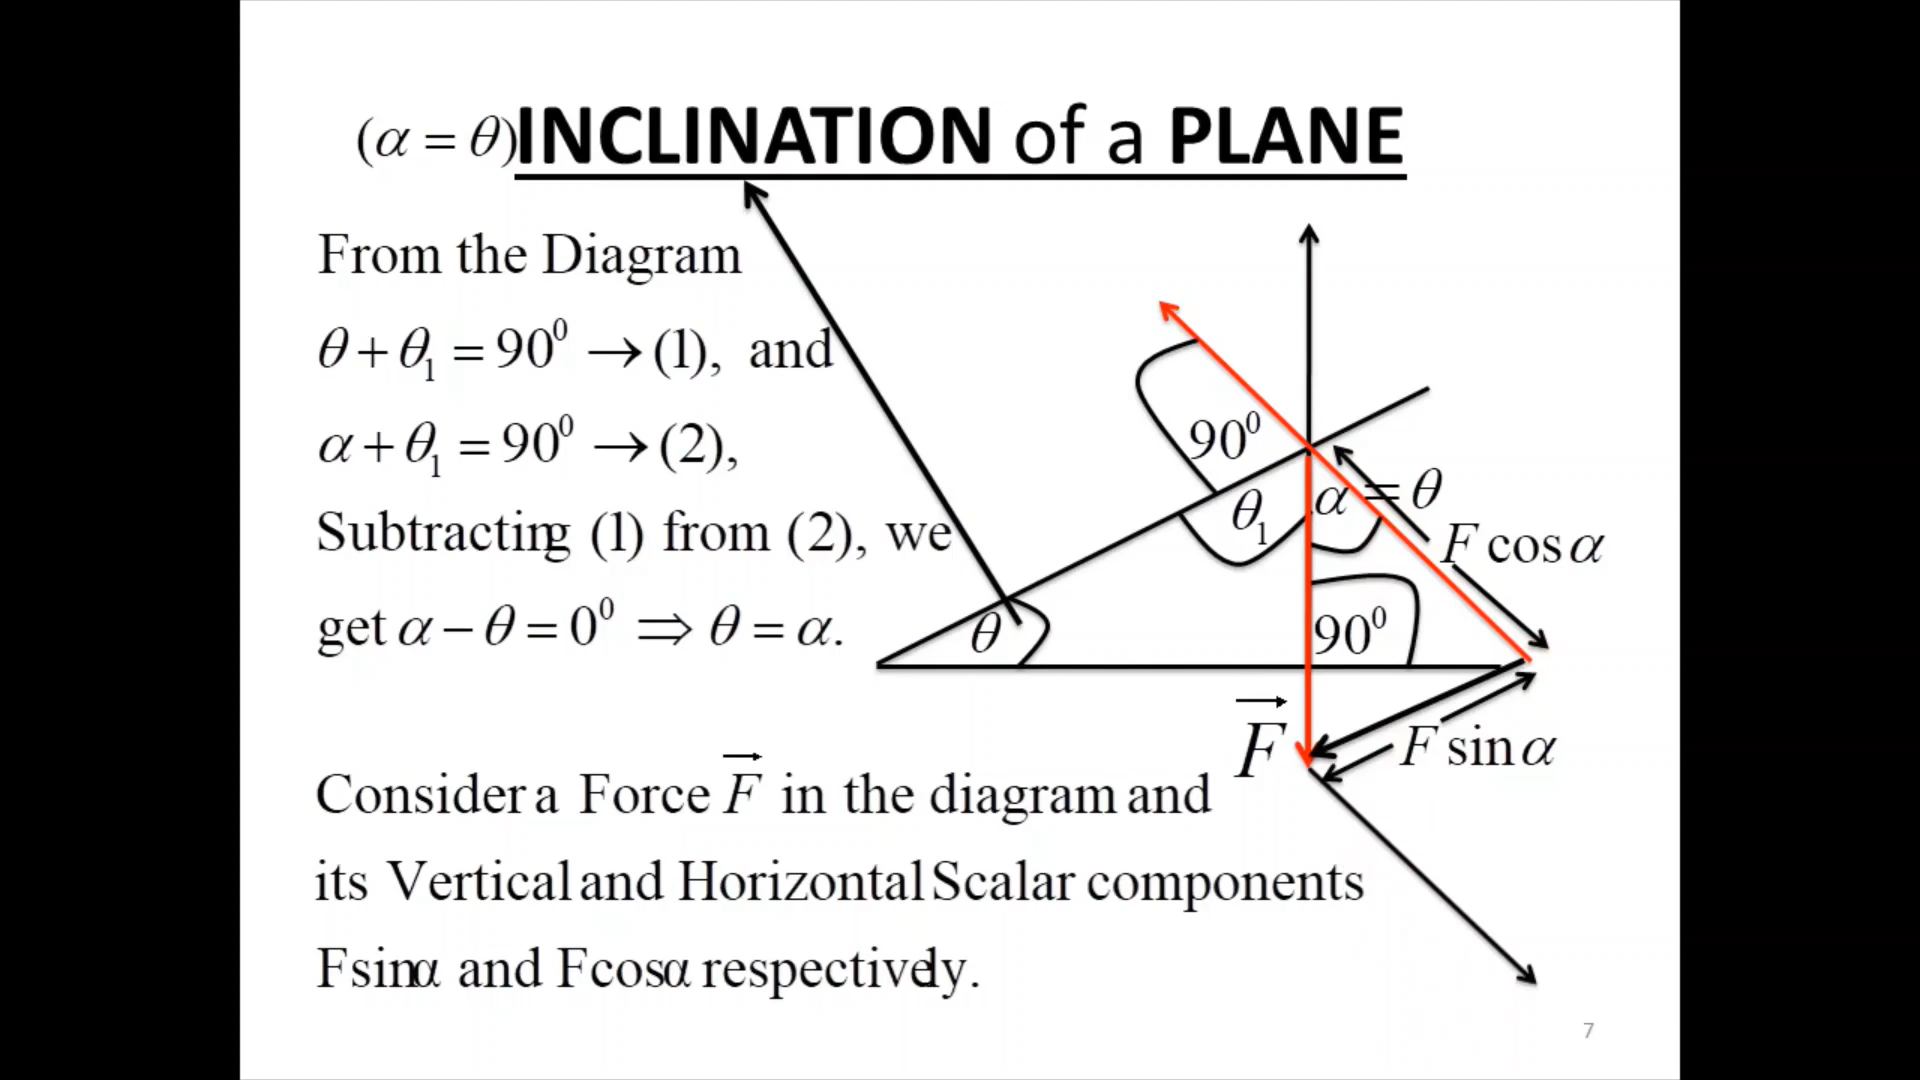 (α = θ)INCLINATION of a PLANE
From the Diagram
θ + θ₁ = 90⁰ → (1), and
α + θ₁ = 90⁰ → (2),
Subtracting (1) from (2), we
get α − θ = 0⁰ ⇒ θ = α.
90⁰
θ₁
α = θ
F cos α
θ
90⁰
F⃗
F sin α
Consider a Force F⃗ in the diagram and
its Vertical and Horizontal Scalar components
Fsinα and Fcosα respectively.
7